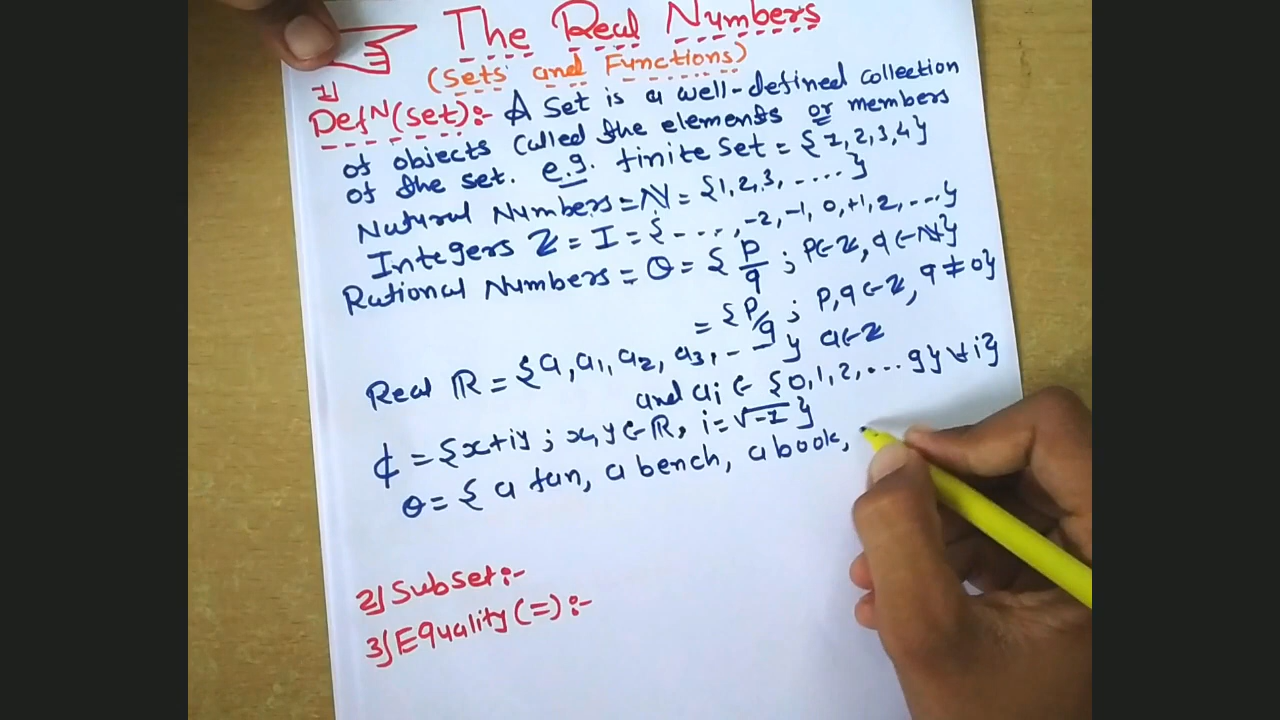 The Real Numbers
(Sets and Functions)
1)
Defᴺ(Set):- A Set is a well-defined collection
of objects Called the elements or members
of the set. e.g. finite Set = {1,2,3,4}
Natural Numbers = N = {1,2,3, .....}
Integers Z = I = {- ...., -2, -1, 0, +1, 2, ....}
Rational Numbers = Q = { p/q ; p∈Z, q∈N}
= {p/q ; p,q∈Z, q≠0}
Real ℝ = {a, a₁, a₂, a₃, - - } a∈Z
and aᵢ ∈ {0,1,2,...9} ∀ i}
₵ = {x+iy ; x,y∈ℝ, i=√-1}
θ = { a fan, a bench, a book,
2) Subset:-
3) Equality(=):-